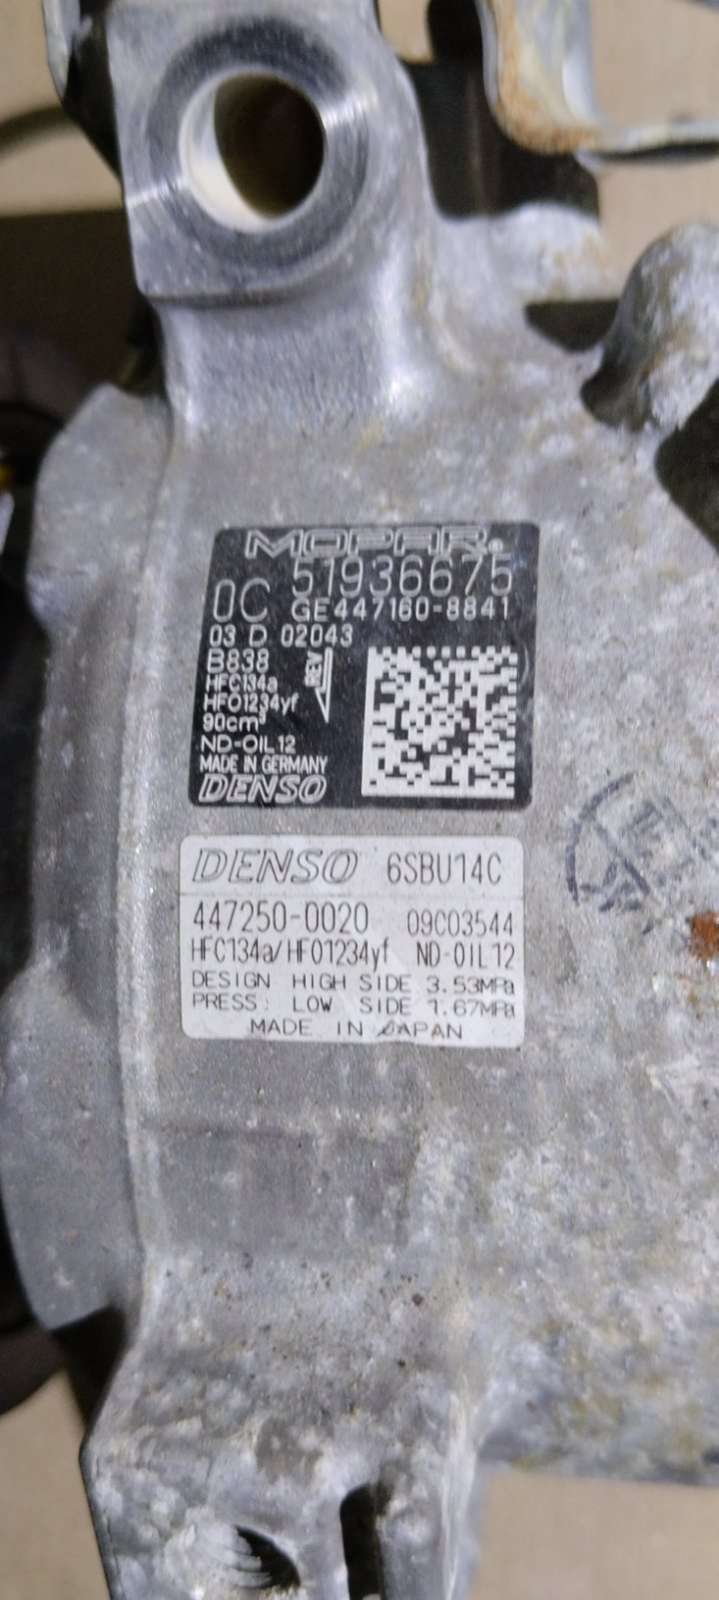 MOPAR.
0C 51936675
GE447160-8841
03 D 02043
B838
REV
HFC134a
HFO1234yf
90cm³
ND-OIL12
MADE IN GERMANY
DENSO
DENSO 6SBU14C
447250-0020 09C03544
HFC134a/HFO1234yf ND-OIL12
DESIGN HIGH SIDE 3.53MPa
PRESS: LOW SIDE 1.67MPa
MADE IN JAPAN